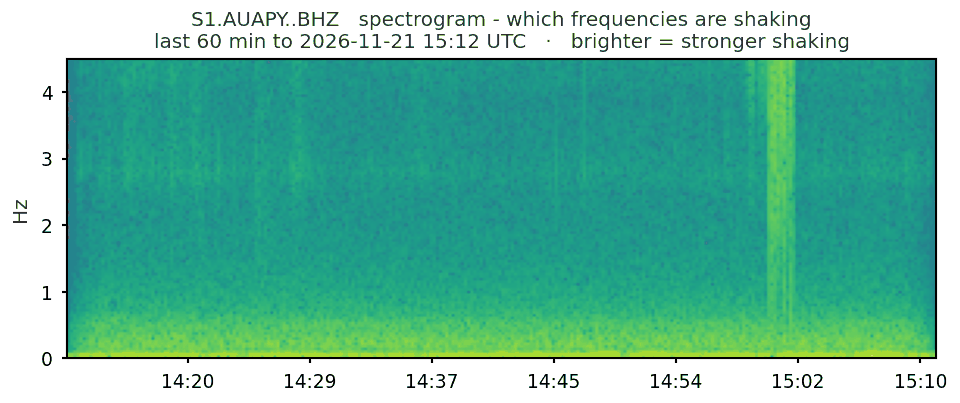 S1.AUAPY..BHZ   spectrogram - which frequencies are shaking
last 60 min to 2026-11-21 15:12 UTC   ·   brighter = stronger shaking
4
3
Hz
2
1
0
14:20 14:29 14:37 14:45 14:54 15:02 15:10